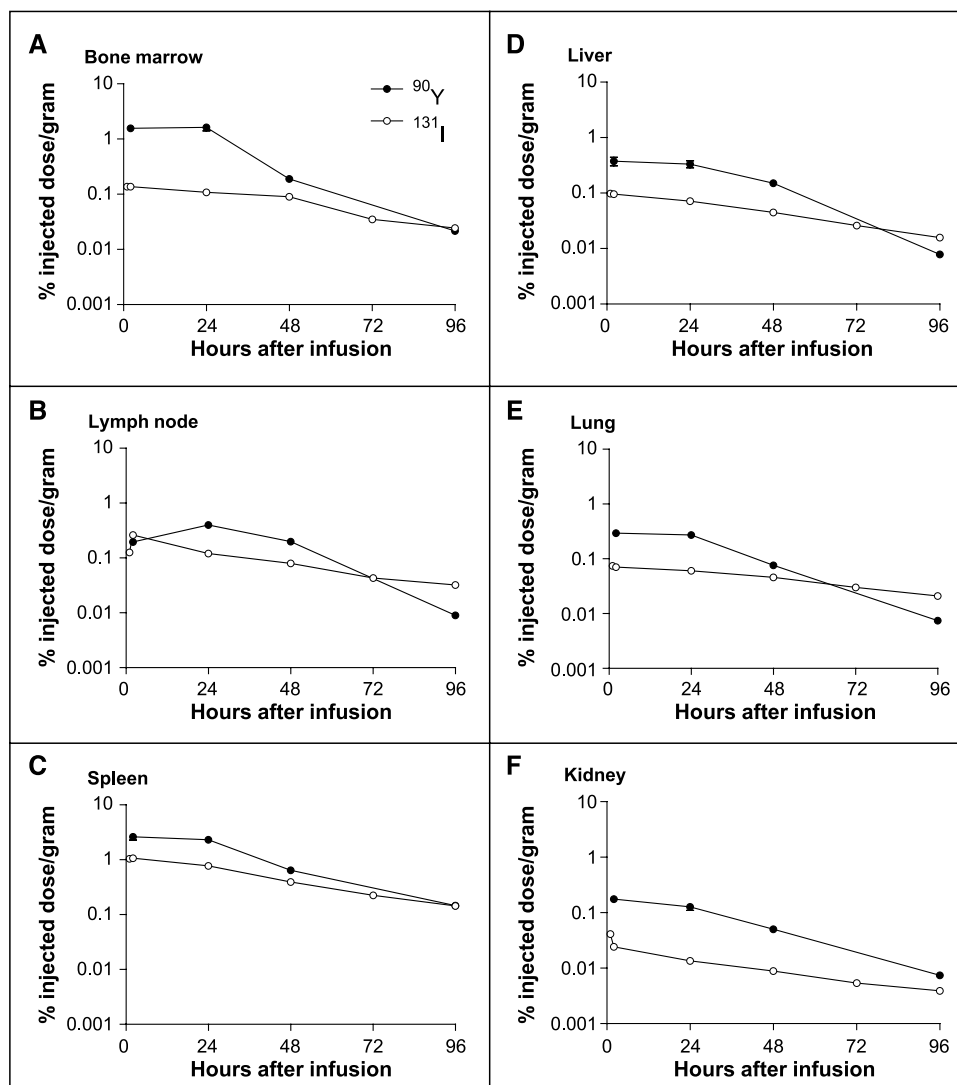 A
Bone marrow
90Y
131I
% injected dose/gram
10
1
0.1
0.01
0.001
0 24 48 72 96
Hours after infusion
B
Lymph node
% injected dose/gram
10
1
0.1
0.01
0.001
0 24 48 72 96
Hours after infusion
C
Spleen
% injected dose/gram
10
1
0.1
0.01
0.001
0 24 48 72 96
Hours after infusion
D
Liver
% injected dose/gram
10
1
0.1
0.01
0.001
0 24 48 72 96
Hours after infusion
E
Lung
% injected dose/gram
10
1
0.1
0.01
0.001
0 24 48 72 96
Hours after infusion
F
Kidney
% injected dose/gram
10
1
0.1
0.01
0.001
0 24 48 72 96
Hours after infusion